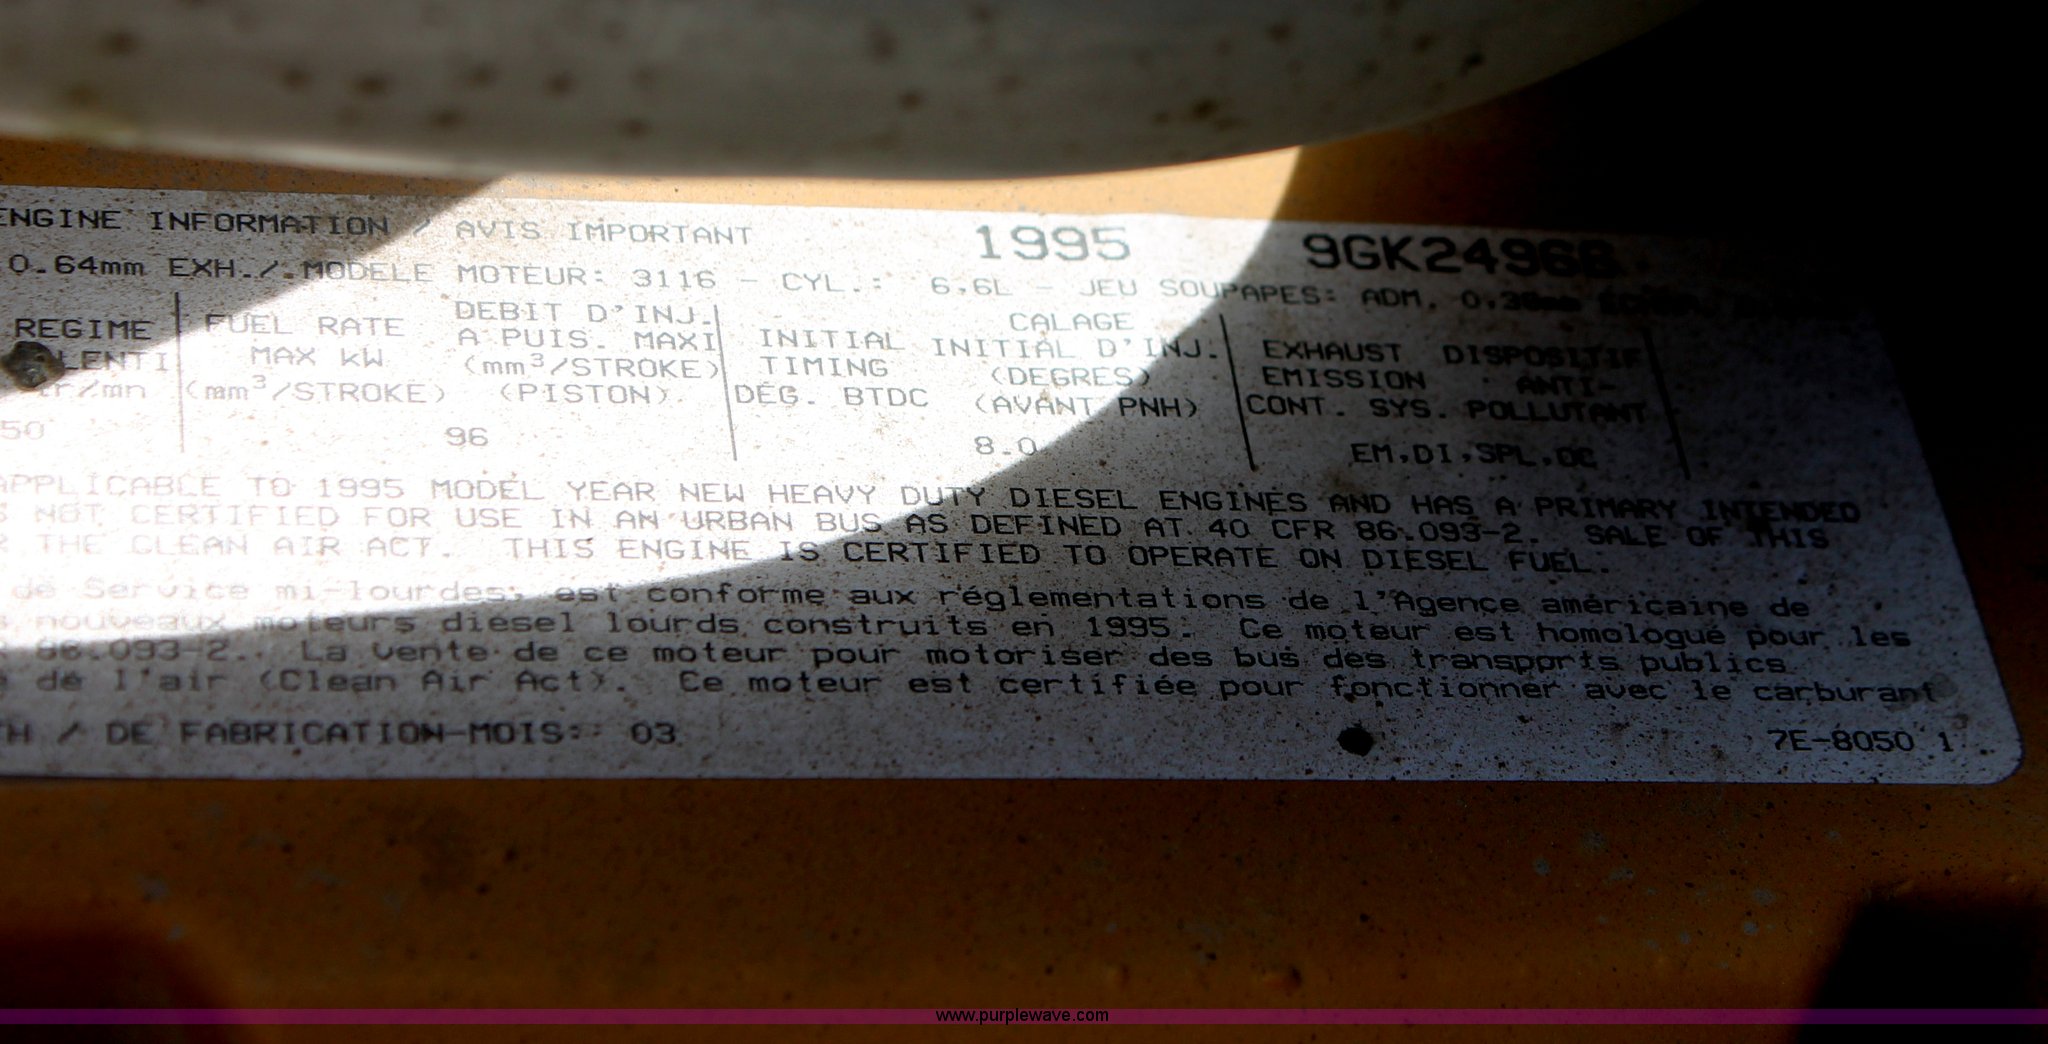 ENGINE INFORMATION / AVIS IMPORTANT 1995 9GK24966
0.64mm EXH./ MODELE MOTEUR: 3116 - CYL.: 6.6L - JEU SOUPAPES: ADM.
REGIME FUEL RATE DEBIT D'INJ. INITIAL CALAGE EXHAUST DISPOSITIF
LENTI MAX kW A PUIS. MAXI TIMING INITIAL D'INJ. EMISSION ANTI-
tr/mn (mm³/STROKE) (mm³/STROKE) DEG. BTDC (DEGRES) CONT. SYS. POLLUTANT
(PISTON) (AVANT PNH)
50 96 8.0 EM,DI,SPL,OC
APPLICABLE TO 1995 MODEL YEAR NEW HEAVY DUTY DIESEL ENGINES AND HAS A PRIMARY INTENDED
S NOT CERTIFIED FOR USE IN AN URBAN BUS AS DEFINED AT 40 CFR 86.093-2. SALE OF THIS
R THE CLEAN AIR ACT. THIS ENGINE IS CERTIFIED TO OPERATE ON DIESEL FUEL.
de Service mi-lourdes, est conforme aux réglementations de l'Agence américaine de
s nouveaux moteurs diesel lourds construits en 1995. Ce moteur est homologué pour les
86.093-2. La vente de ce moteur pour motoriser des bus des transports publics
de l'air (Clean Air Act). Ce moteur est certifiée pour fonctionner avec le carburant
TH / DE FABRICATION-MOIS: 03 7E-8050 1
www.purplewave.com